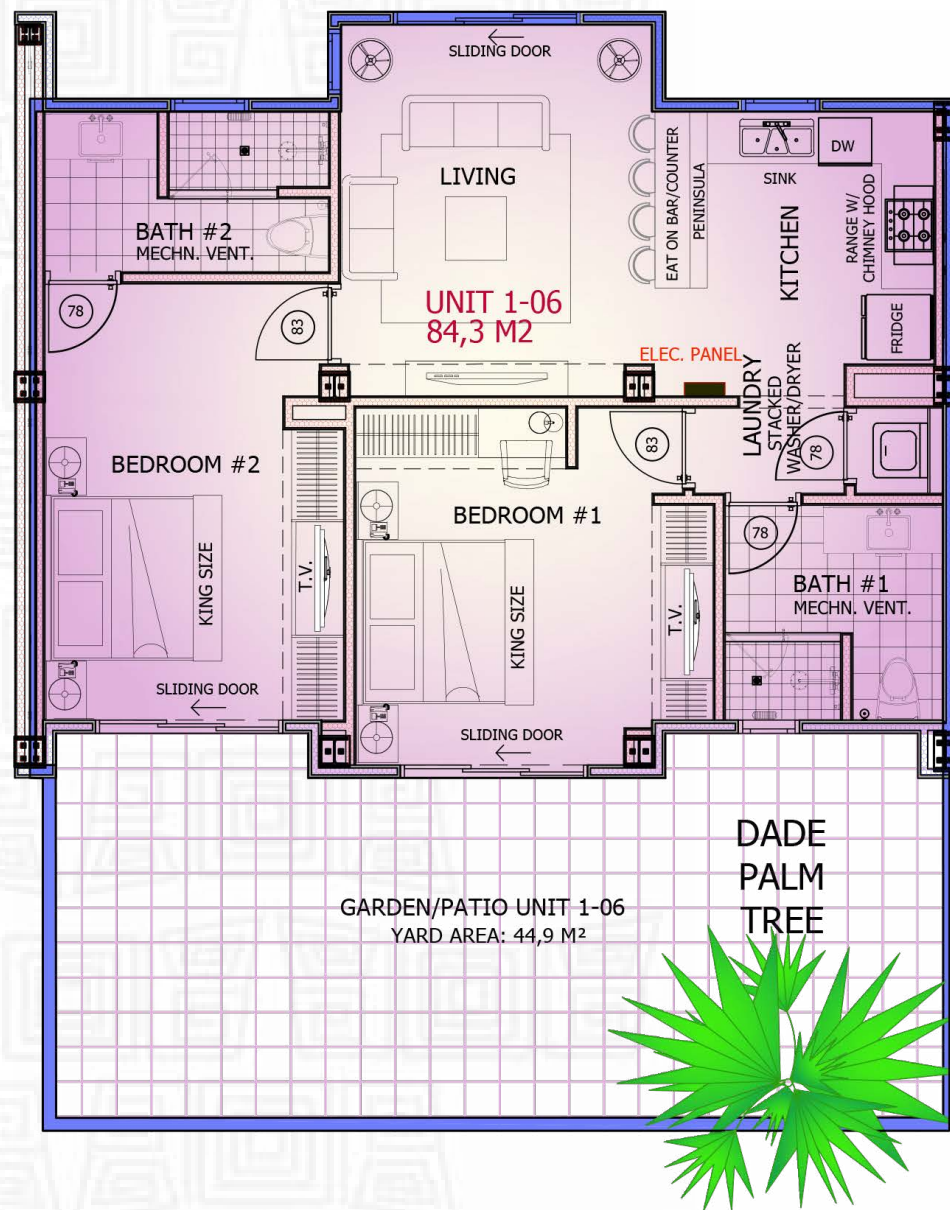 SLIDING DOOR
LIVING
EAT ON BAR/COUNTER
PENINSULA
SINK
DW
KITCHEN
RANGE W/
CHIMNEY HOOD
FRIDGE
BATH #2
MECHN. VENT.
78
83
UNIT 1-06
84,3 M2
ELEC. PANEL
LAUNDRY
STACKED
WASHER/DRYER
78
83
BEDROOM #2
BEDROOM #1
78
BATH #1
MECHN. VENT.
KING SIZE
T.V.
KING SIZE
T.V.
SLIDING DOOR
SLIDING DOOR
DADE
PALM
TREE
GARDEN/PATIO UNIT 1-06
YARD AREA: 44,9 M²